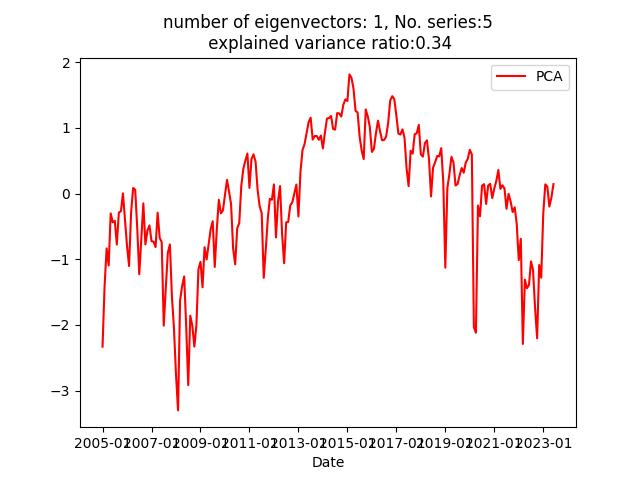 number of eigenvectors: 1, No. series:5
explained variance ratio:0.34
PCA
2
1
0
−1
−2
−3
2005-01 2007-01 2009-01 2011-01 2013-01 2015-01 2017-01 2019-01 2021-01 2023-01
Date